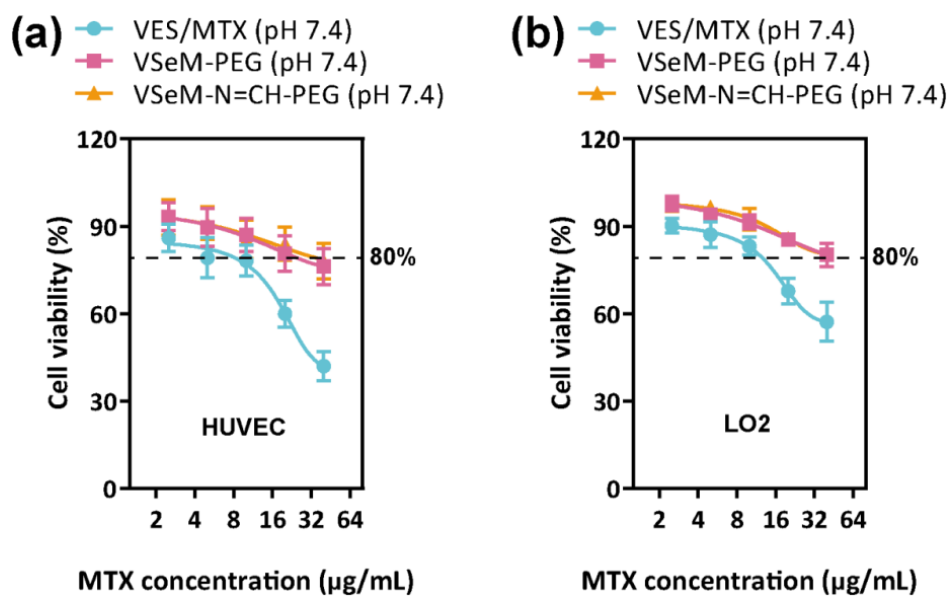 (a)
VES/MTX (pH 7.4)
VSeM-PEG (pH 7.4)
VSeM-N=CH-PEG (pH 7.4)
Cell viability (%)
120
90
60
30
0
80%
HUVEC
2 4 8 16 32 64
MTX concentration (μg/mL)
(b)
VES/MTX (pH 7.4)
VSeM-PEG (pH 7.4)
VSeM-N=CH-PEG (pH 7.4)
Cell viability (%)
120
90
60
30
0
80%
LO2
2 4 8 16 32 64
MTX concentration (μg/mL)